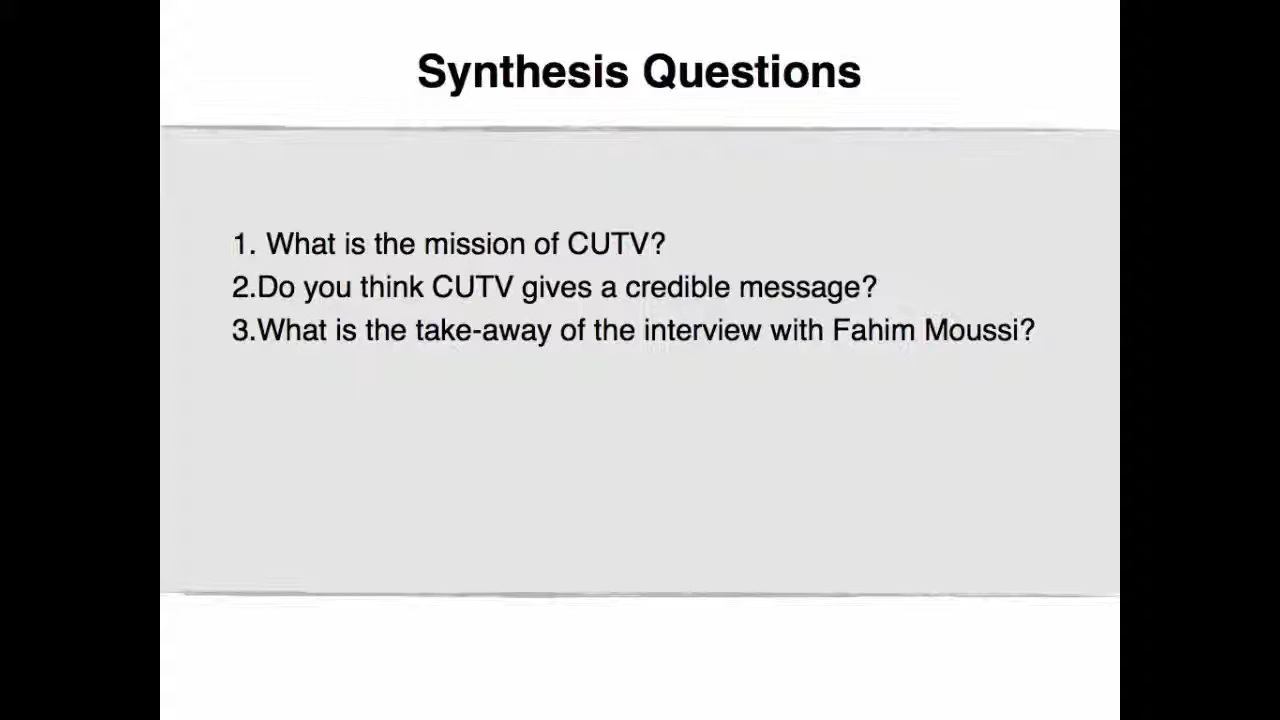 Synthesis Questions
1. What is the mission of CUTV?
2.Do you think CUTV gives a credible message?
3.What is the take-away of the interview with Fahim Moussi?